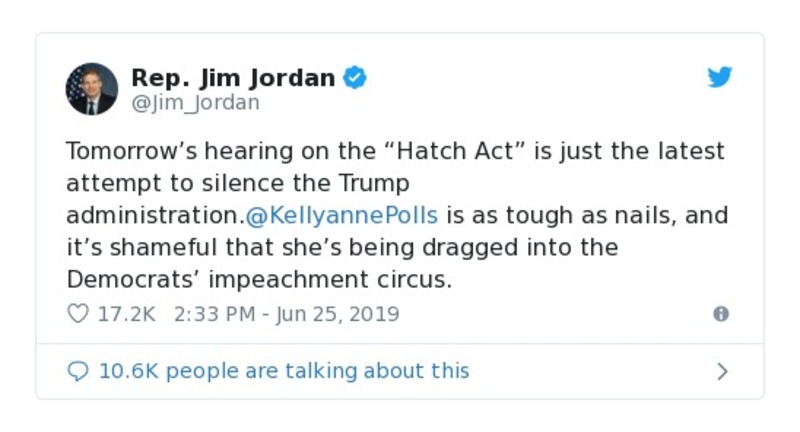 Rep. Jim Jordan
@Jim_Jordan
Tomorrow’s hearing on the “Hatch Act” is just the latest
attempt to silence the Trump
administration.@KellyannePolls is as tough as nails, and
it’s shameful that she’s being dragged into the
Democrats’ impeachment circus.
17.2K 2:33 PM - Jun 25, 2019
10.6K people are talking about this